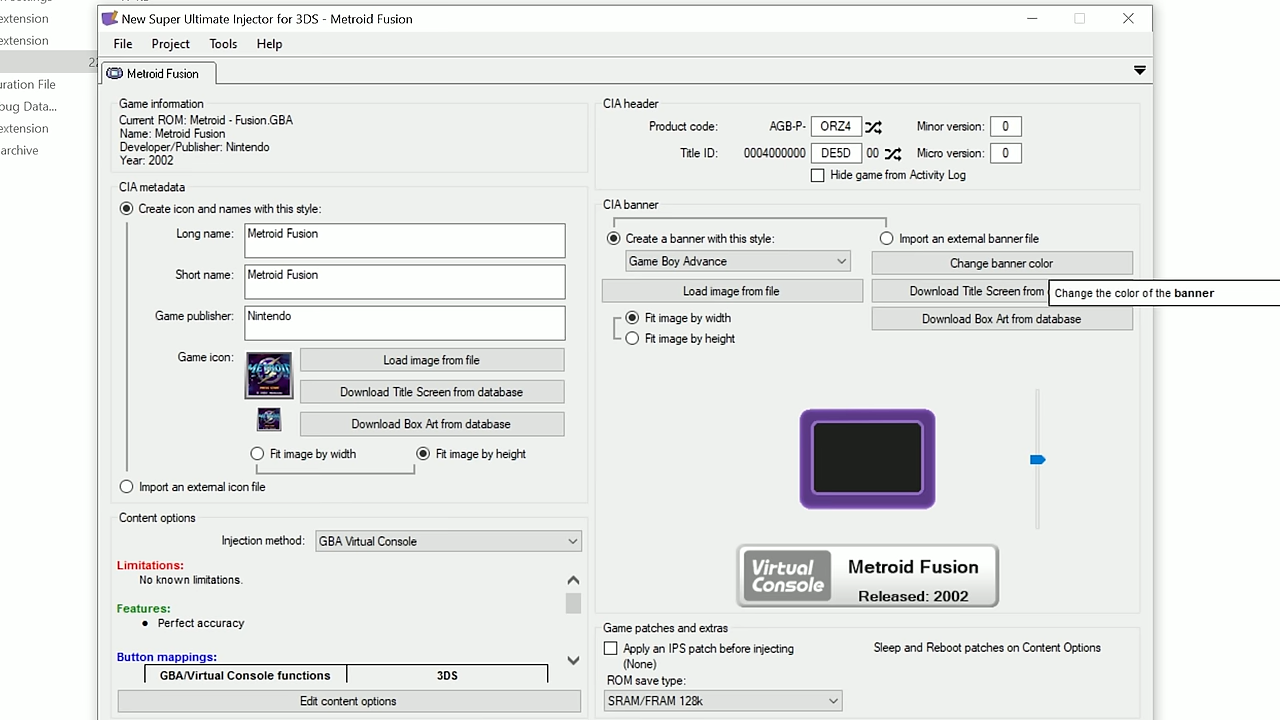 extension
extension
22
uration File
bug Data...
extension
archive
New Super Ultimate Injector for 3DS - Metroid Fusion
File Project Tools Help
Metroid Fusion
Game information
Current ROM: Metroid - Fusion.GBA
Name: Metroid Fusion
Developer/Publisher: Nintendo
Year: 2002
CIA metadata
Create icon and names with this style:
Long name: Metroid Fusion
Short name: Metroid Fusion
Game publisher: Nintendo
Game icon:
Load image from file
Download Title Screen from database
Download Box Art from database
Fit image by width Fit image by height
Import an external icon file
Content options
Injection method: GBA Virtual Console
Limitations:
No known limitations.
Features:
● Perfect accuracy
Button mappings:
GBA/Virtual Console functions 3DS
Edit content options
CIA header
Product code: AGB-P- ORZ4 Minor version: 0
Title ID: 0004000000 DE5D 00 Micro version: 0
Hide game from Activity Log
CIA banner
Create a banner with this style: Import an external banner file
Game Boy Advance Change banner color
Load image from file Download Title Screen from
Change the color of the banner
Fit image by width Download Box Art from database
Fit image by height
Virtual
Console
Metroid Fusion
Released: 2002
Game patches and extras
Apply an IPS patch before injecting Sleep and Reboot patches on Content Options
(None)
ROM save type:
SRAM/FRAM 128k